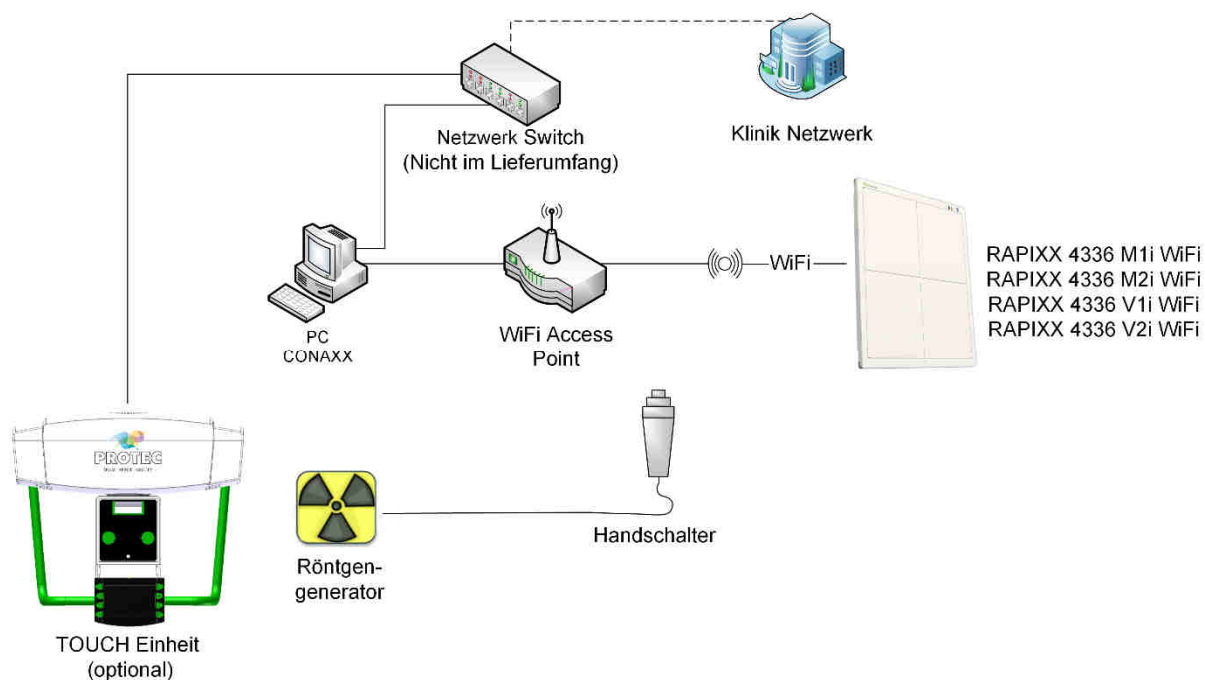 Netzwerk Switch
(Nicht im Lieferumfang)
Klinik Netzwerk
PC
CONAXX
WiFi Access
Point
WiFi
RAPIXX 4336 M1i WiFi
RAPIXX 4336 M2i WiFi
RAPIXX 4336 V1i WiFi
RAPIXX 4336 V2i WiFi
PROTEC
Röntgen-
generator
Handschalter
TOUCH Einheit
(optional)